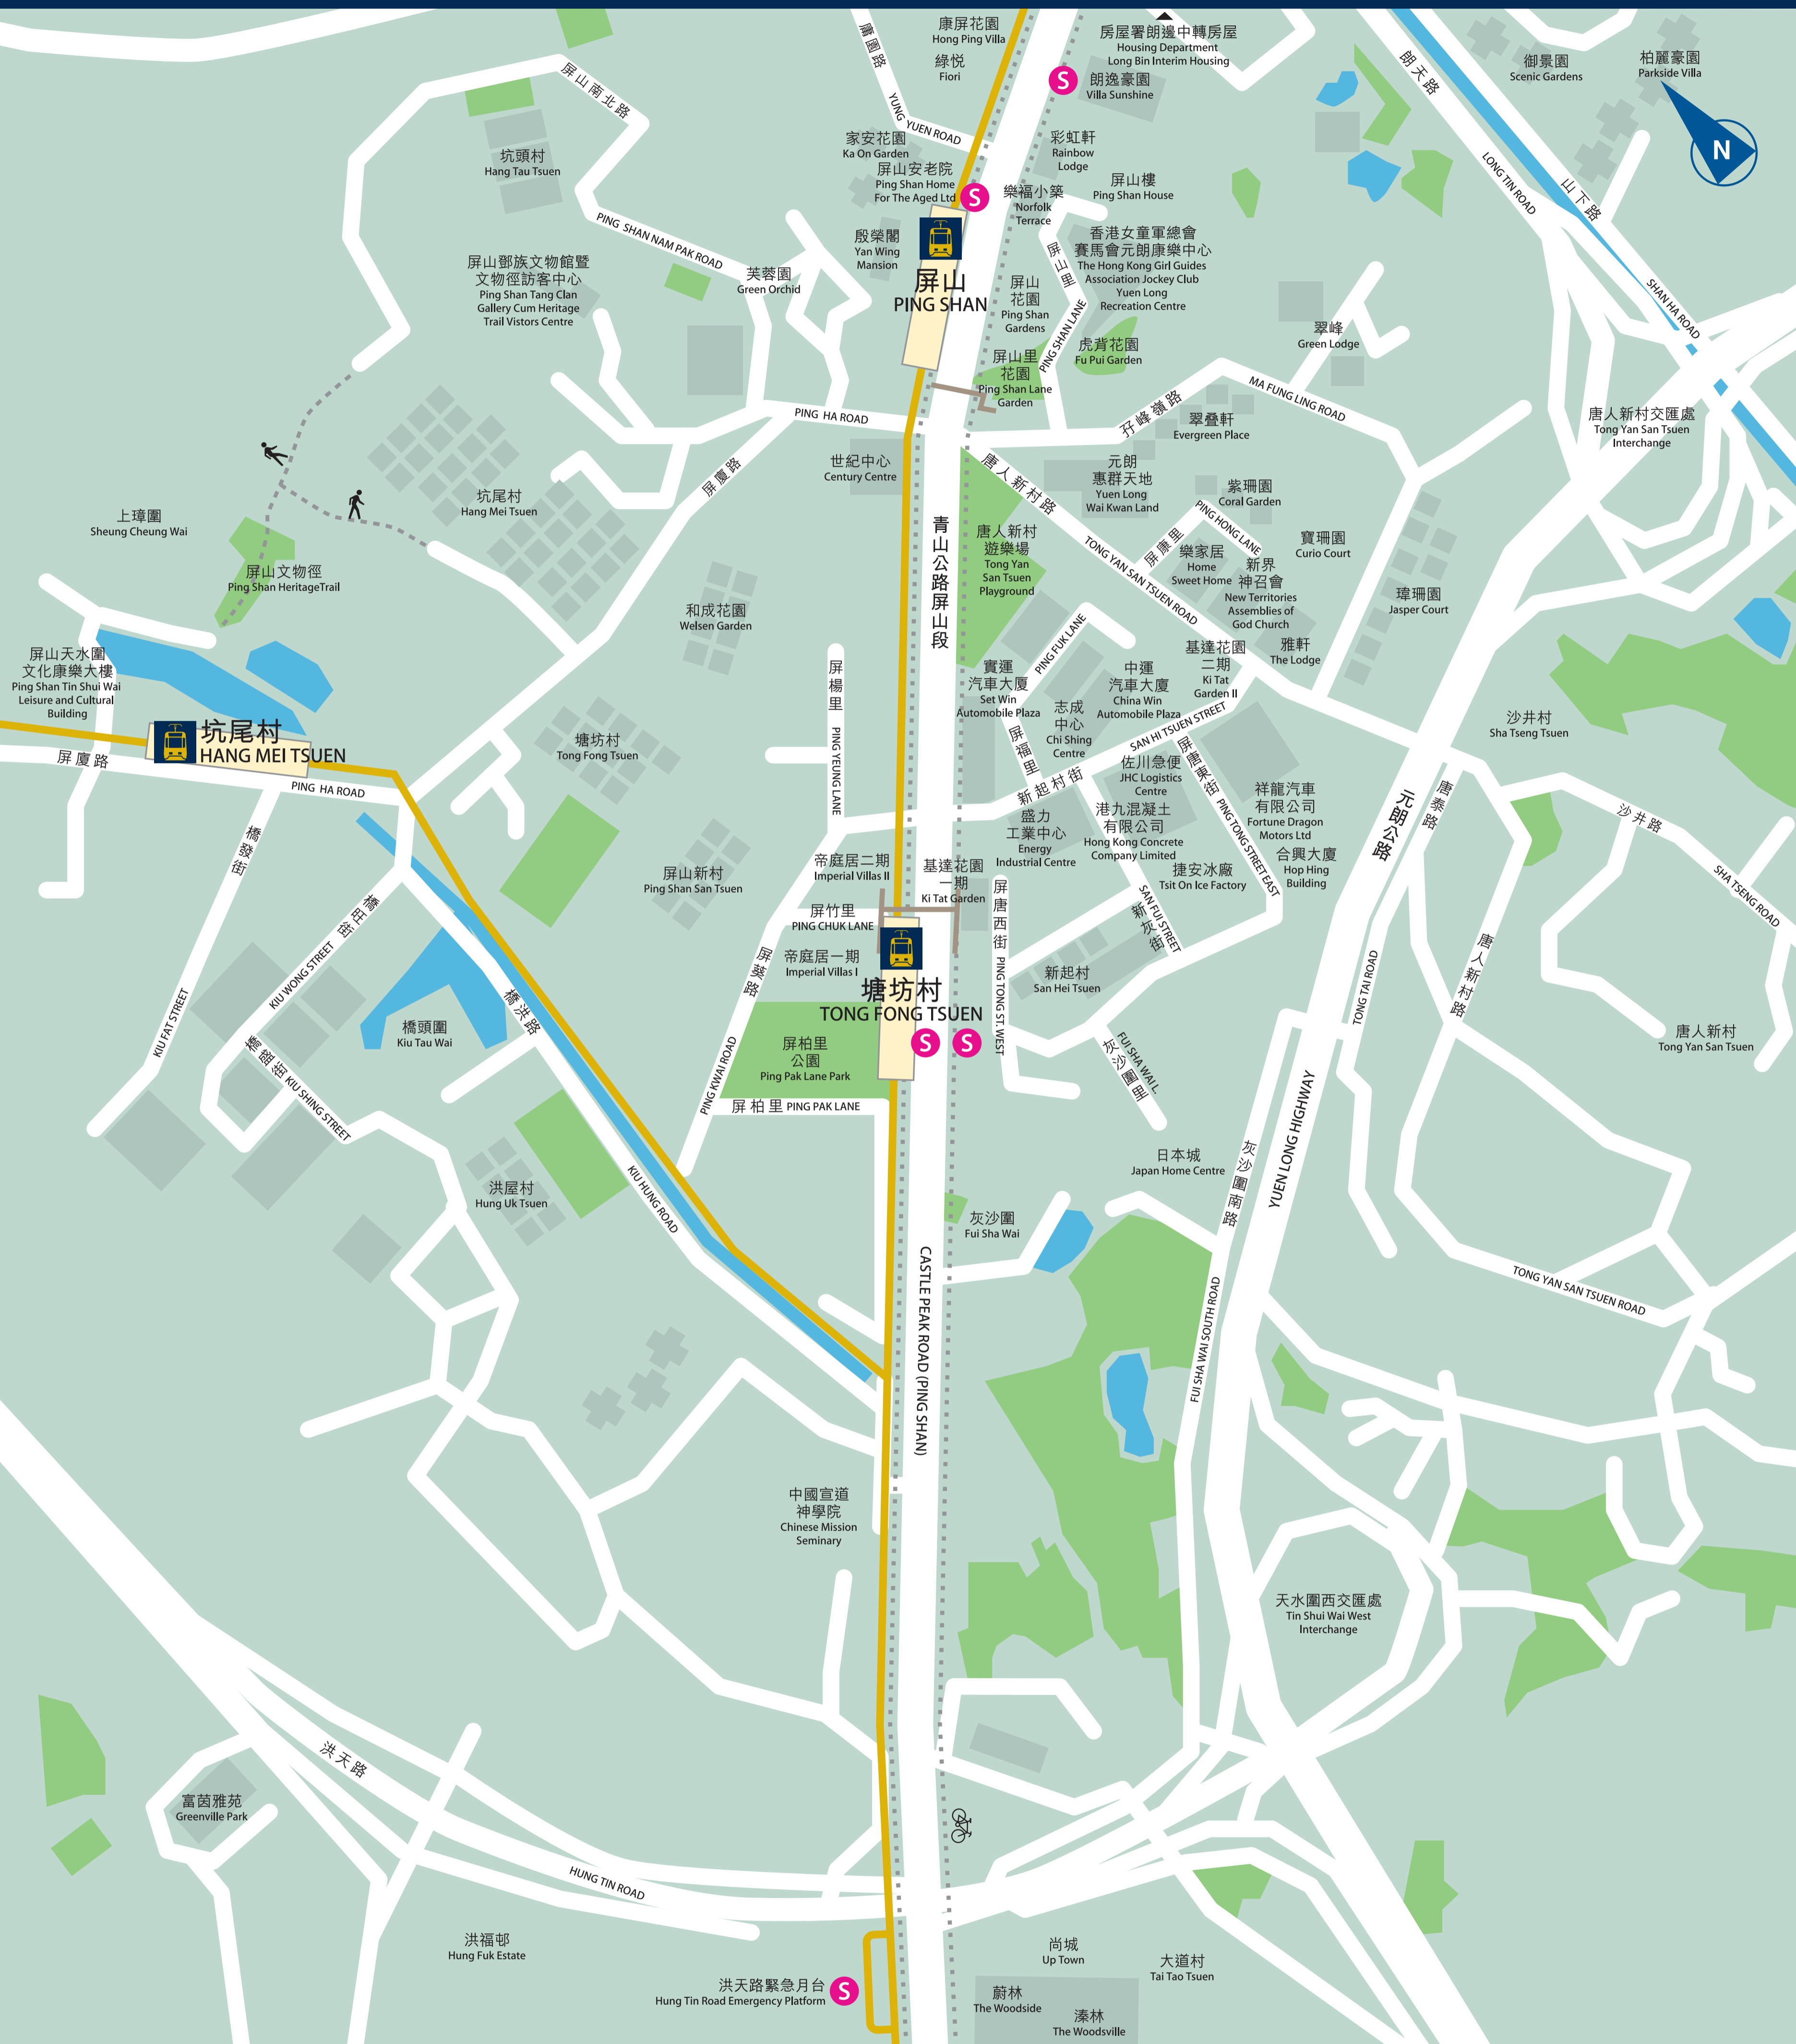 康屏花園
Hong Ping Villa
綠悦
Fiori
房屋署朗邊中轉房屋
Housing Department
Long Bin Interim Housing
S
朗逸豪園
Villa Sunshine
御景園
Scenic Gardens
柏麗豪園
Parkside Villa
N
朗天路
LONG TIN ROAD
山下路
SHAN HA ROAD
屏山南北路
PING SHAN NAM PAK ROAD
YUNG YUEN ROAD
坑頭村
Hang Tau Tsuen
家安花園
Ka On Garden
屏山安老院
Ping Shan Home
For The Aged Ltd
S
彩虹軒
Rainbow
Lodge
屏山樓
Ping Shan House
樂福小築
Norfolk
Terrace
殷榮閣
Yan Wing
Mansion
屏山
PING SHAN
屏山里
PING SHAN LANE
香港女童軍總會
賽馬會元朗康樂中心
The Hong Kong Girl Guides
Association Jockey Club
Yuen Long
Recreation Centre
屏山鄧族文物館暨
文物徑訪客中心
Ping Shan Tang Clan
Gallery Cum Heritage
Trail Vistors Centre
芙蓉園
Green Orchid
屏山
花園
Ping Shan
Gardens
屏山里
花園
Ping Shan Lane
Garden
虎背花園
Fu Pui Garden
翠峰
Green Lodge
孖峰嶺路
MA FUNG LING ROAD
翠叠軒
Evergreen Place
唐人新村交匯處
Tong Yan San Tsuen
Interchange
PING HA ROAD
屏廈路
世紀中心
Century Centre
唐人新村路
TONG YAN SAN TSUEN ROAD
元朗
惠群天地
Yuen Long
Wai Kwan Land
紫珊園
Coral Garden
PING HONG LANE
屏康里
樂家居
Home
Sweet Home
新界
神召會
New Territories
Assemblies of
God Church
寶珊園
Curio Court
瑋珊園
Jasper Court
雅軒
The Lodge
坑尾村
Hang Mei Tsuen
上璋圍
Sheung Cheung Wai
屏山文物徑
Ping Shan HeritageTrail
和成花園
Welsen Garden
青山公路屏山段
唐人新村
遊樂場
Tong Yan
San Tsuen
Playground
PING FUK LANE
屏福里
基達花園
二期
Ki Tat
Garden II
實運
汽車大厦
Set Win
Automobile Plaza
中運
汽車大廈
China Win
Automobile Plaza
志成
中心
Chi Shing
Centre
SAN HI TSUEN STREET
新起村街
屏山天水圍
文化康樂大樓
Ping Shan Tin Shui Wai
Leisure and Cultural
Building
坑尾村
HANG MEI TSUEN
屏廈路
PING HA ROAD
塘坊村
Tong Fong Tsuen
屏楊里
PING YEUNG LANE
沙井村
Sha Tseng Tsuen
佐川急便
JHC Logistics
Centre
屏唐東街
PING TONG STREET EAST
祥龍汽車
有限公司
Fortune Dragon
Motors Ltd
港九混凝土
有限公司
Hong Kong Concrete
Company Limited
盛力
工業中心
Energy
Industrial Centre
合興大廈
Hop Hing
Building
捷安冰廠
Tsit On Ice Factory
元朗公路
唐泰路
沙井路
SHA TSENG ROAD
橋發街
KIU FAT STREET
屏山新村
Ping Shan San Tsuen
帝庭居二期
Imperial Villas II
基達花園
一期
Ki Tat Garden
屏竹里
PING CHUK LANE
帝庭居一期
Imperial Villas I
屏葵路
PING KWAI ROAD
屏唐西街
PING TONG ST. WEST
SAN FUI STREET
新灰街
新起村
San Hei Tsuen
塘坊村
TONG FONG TSUEN
S
S
橋旺街
KIU WONG STREET
橋洪路
KIU HUNG ROAD
橋頭圍
Kiu Tau Wai
橋盛街
KIU SHING STREET
屏柏里
公園
Ping Pak Lane Park
屏柏里 PING PAK LANE
FUI SHA WAI L.
灰沙圍里
TONG TAI ROAD
唐人新村路
唐人新村
Tong Yan San Tsuen
YUEN LONG HIGHWAY
日本城
Japan Home Centre
灰沙圍南路
FUI SHA WAI SOUTH ROAD
洪屋村
Hung Uk Tsuen
灰沙圍
Fui Sha Wai
CASTLE PEAK ROAD (PING SHAN)
TONG YAN SAN TSUEN ROAD
中國宣道
神學院
Chinese Mission
Seminary
天水圍西交匯處
Tin Shui Wai West
Interchange
洪天路
HUNG TIN ROAD
富茵雅苑
Greenville Park
洪福邨
Hung Fuk Estate
洪天路緊急月台
Hung Tin Road Emergency Platform
S
尚城
Up Town
大道村
Tai Tao Tsuen
蔚林
The Woodside
溱林
The Woodsville